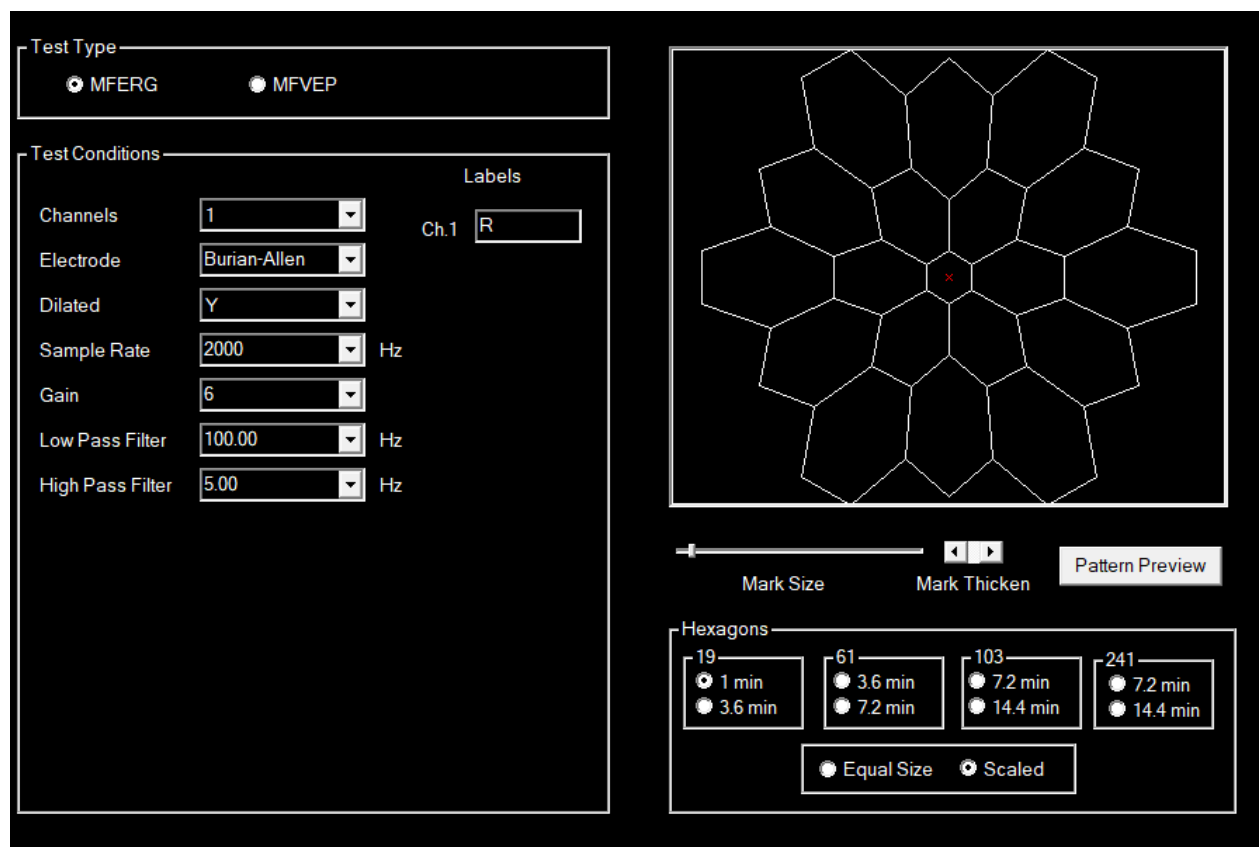 Test Type
MFERG MFVEP
Test Conditions
Labels
Channels 1 Ch.1 R
Electrode Burian-Allen
Dilated Y
Sample Rate 2000 Hz
Gain 6
Low Pass Filter 100.00 Hz
High Pass Filter 5.00 Hz
Mark Size Mark Thicken Pattern Preview
Hexagons
19 61 103 241
1 min 3.6 min 7.2 min 7.2 min
3.6 min 7.2 min 14.4 min 14.4 min
Equal Size Scaled